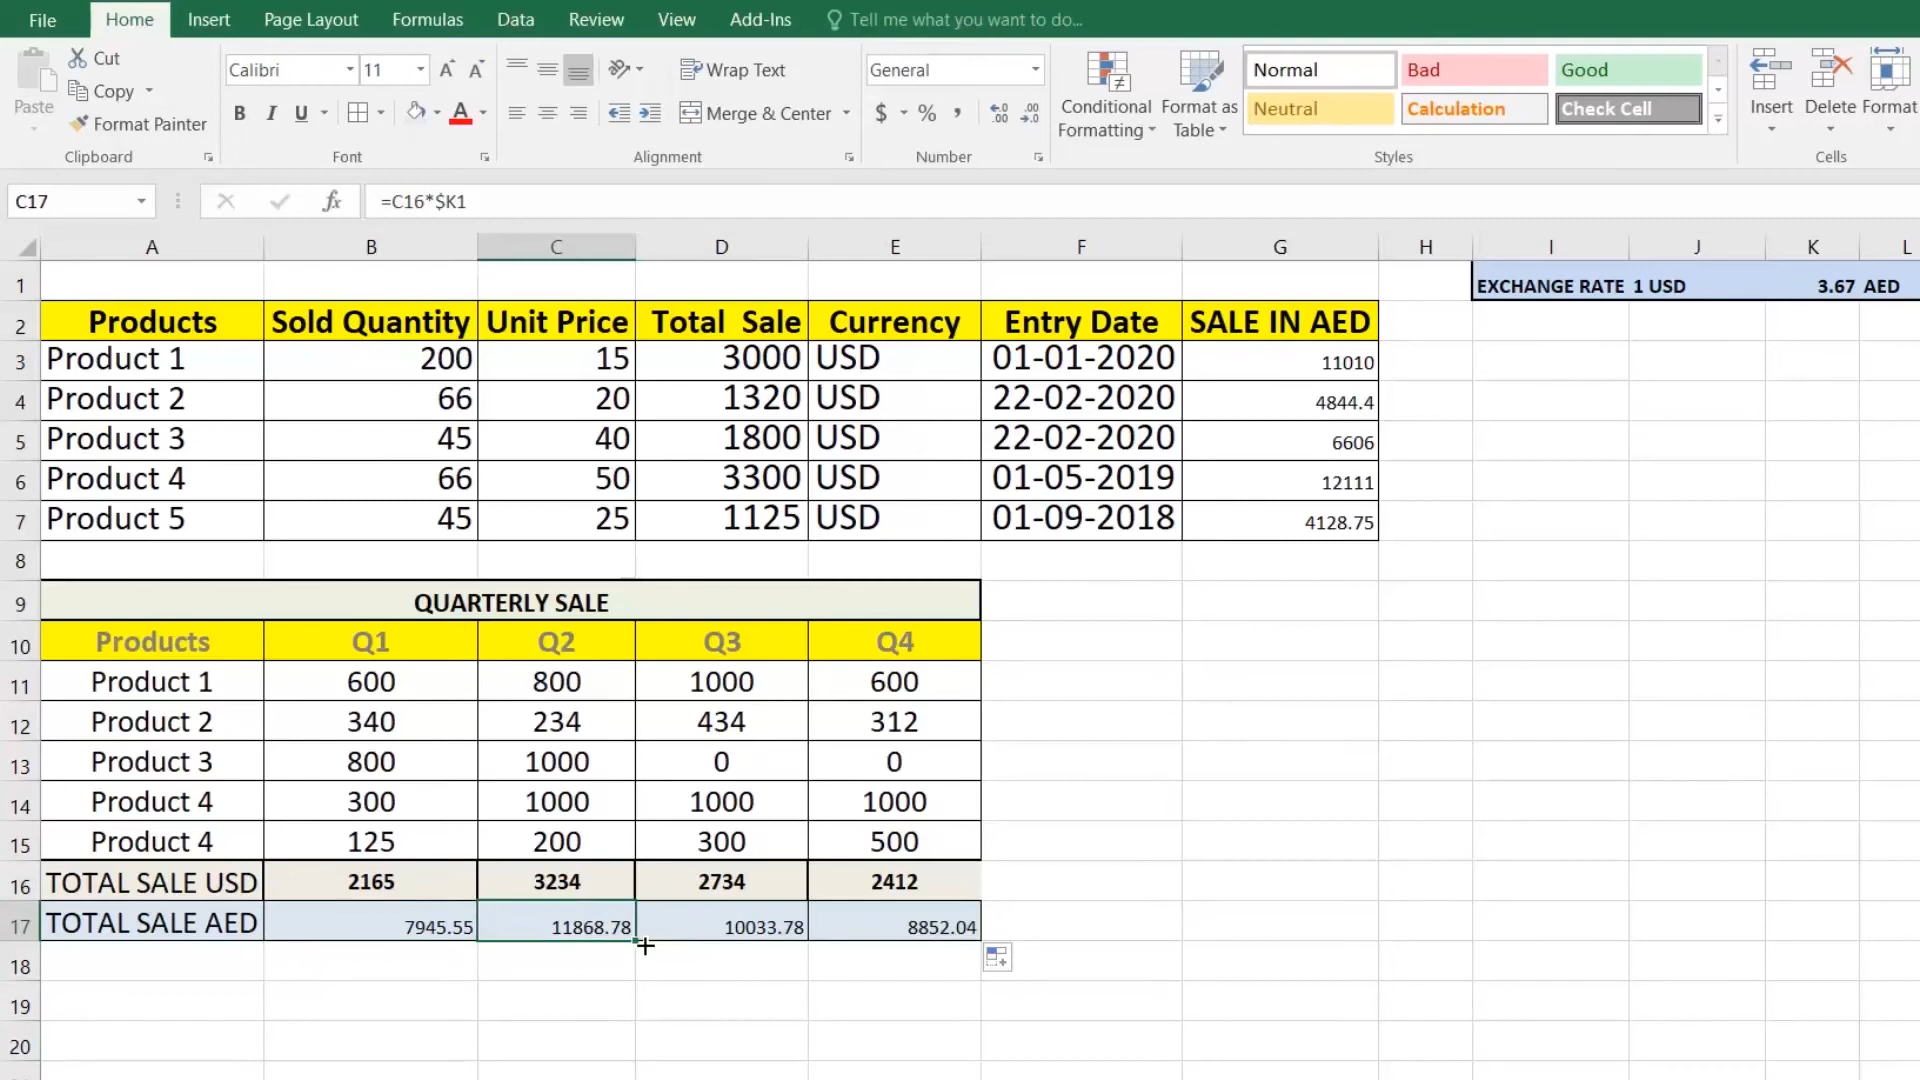 File Home Insert Page Layout Formulas Data Review View Add-Ins Tell me what you want to do...
Paste Cut Copy Format Painter Clipboard
Calibri 11 A A B I U A Font
Wrap Text Merge & Center Alignment
General $ % , Number
Conditional Formatting Format as Table
Normal Bad Good
Neutral Calculation Check Cell
Styles
Insert Delete Format
Cells
C17 fx =C16*$K1
A B C D E F G H I J K L
1 EXCHANGE RATE 1 USD 3.67 AED
2 Products Sold Quantity Unit Price Total Sale Currency Entry Date SALE IN AED
3 Product 1 200 15 3000 USD 01-01-2020 11010
4 Product 2 66 20 1320 USD 22-02-2020 4844.4
5 Product 3 45 40 1800 USD 22-02-2020 6606
6 Product 4 66 50 3300 USD 01-05-2019 12111
7 Product 5 45 25 1125 USD 01-09-2018 4128.75
8
9 QUARTERLY SALE
10 Products Q1 Q2 Q3 Q4
11 Product 1 600 800 1000 600
12 Product 2 340 234 434 312
13 Product 3 800 1000 0 0
14 Product 4 300 1000 1000 1000
15 Product 4 125 200 300 500
16 TOTAL SALE USD 2165 3234 2734 2412
17 TOTAL SALE AED 7945.55 11868.78 10033.78 8852.04
18
19
20